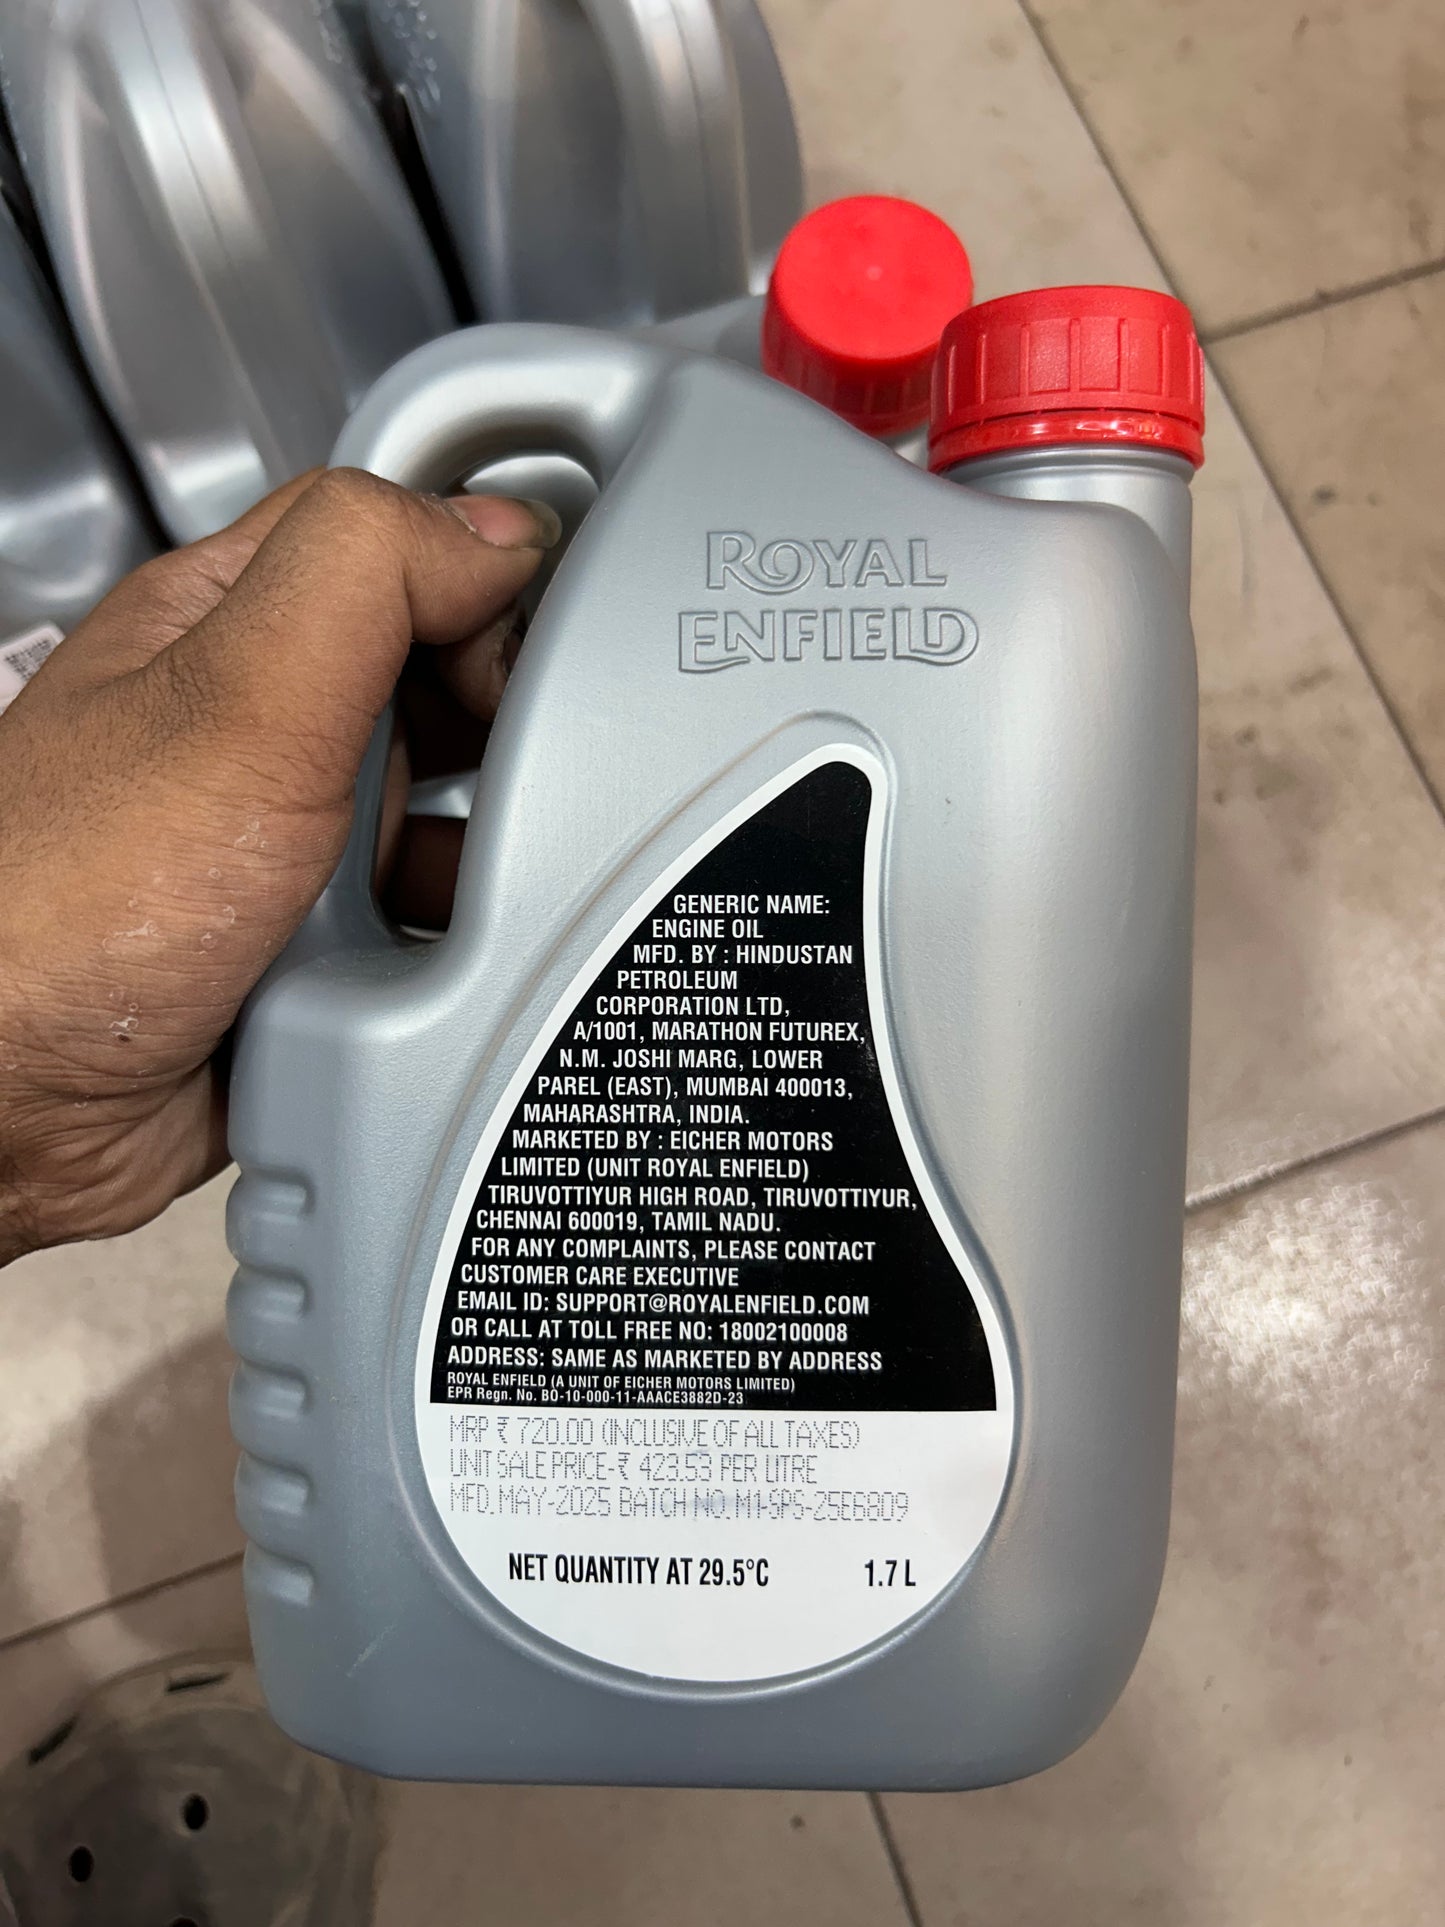 ROYAL
ENFIELD
GENERIC NAME:
ENGINE OIL
MFD. BY : HINDUSTAN
PETROLEUM
CORPORATION LTD,
A/1001, MARATHON FUTUREX,
N.M. JOSHI MARG, LOWER
PAREL (EAST), MUMBAI 400013,
MAHARASHTRA, INDIA.
MARKETED BY : EICHER MOTORS
LIMITED (UNIT ROYAL ENFIELD)
TIRUVOTTIYUR HIGH ROAD, TIRUVOTTIYUR,
CHENNAI 600019, TAMIL NADU.
FOR ANY COMPLAINTS, PLEASE CONTACT
CUSTOMER CARE EXECUTIVE
EMAIL ID: SUPPORT@ROYALENFIELD.COM
OR CALL AT TOLL FREE NO: 18002100008
ADDRESS: SAME AS MARKETED BY ADDRESS
ROYAL ENFIELD (A UNIT OF EICHER MOTORS LIMITED)
EPR Regn. No. BO-10-000-11-AAACE3882D-23
MRP ₹ 720.00 (INCLUSIVE OF ALL TAXES)
UNIT SALE PRICE-₹ 423.53 PER LITRE
MFD. MAY-2025 BATCH NO. M1-SPS-25E6809
NET QUANTITY AT 29.5°C 1.7 L